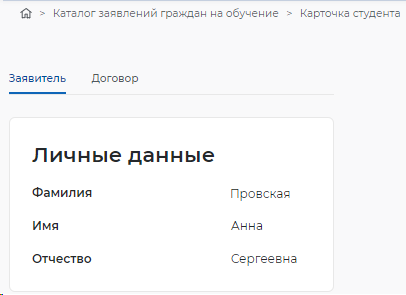 > Каталог заявлений граждан на обучение > Карточка студента
Заявитель Договор
Личные данные
Фамилия Провская
Имя Анна
Отчество Сергеевна